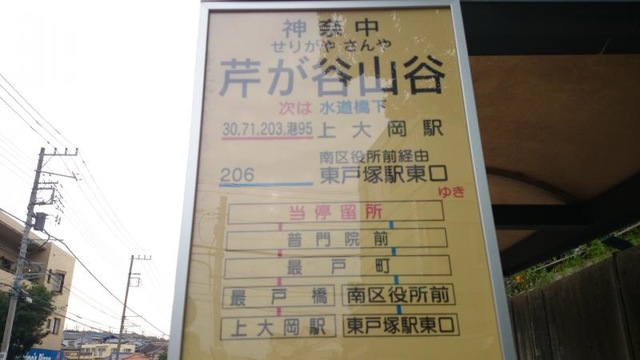 神奈中
せりがや さんや
芹が谷山谷
次は 水道橋下
30,71,203,港95 上大岡駅
南区役所前経由
206 東戸塚駅東口
ゆき
当停留所
普門院前
最戸町
最戸橋 南区役所前
上大岡駅 東戸塚駅東口